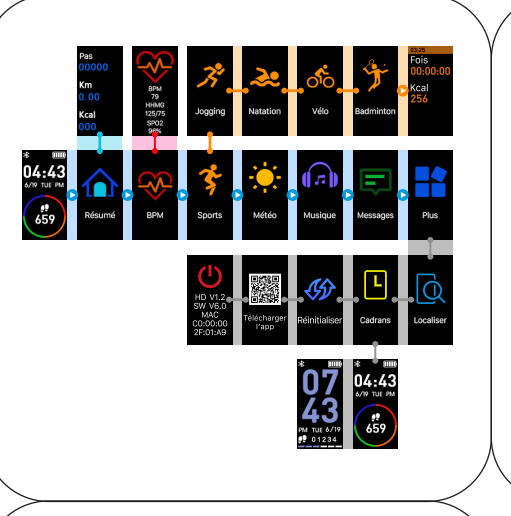 Pas
00000
Km
0.00
Kcal
000
BPM
79
HHMG
125/75
SPO2
96%
Jogging
Natation
Vélo
Badminton
03:25
Fois
00:00:00
Kcal
256
04:43
6/19 TUE PM
659
Résumé
BPM
Sports
Météo
Musique
Messages
Plus
HD V1.2
SW V6.0
MAC
C0:00:00
2F:01:A9
Télécharger
l'app
Réinitialiser
Cadrans
Localiser
07
43
PM TUE 6/19
01234
04:43
6/19 TUE PM
659